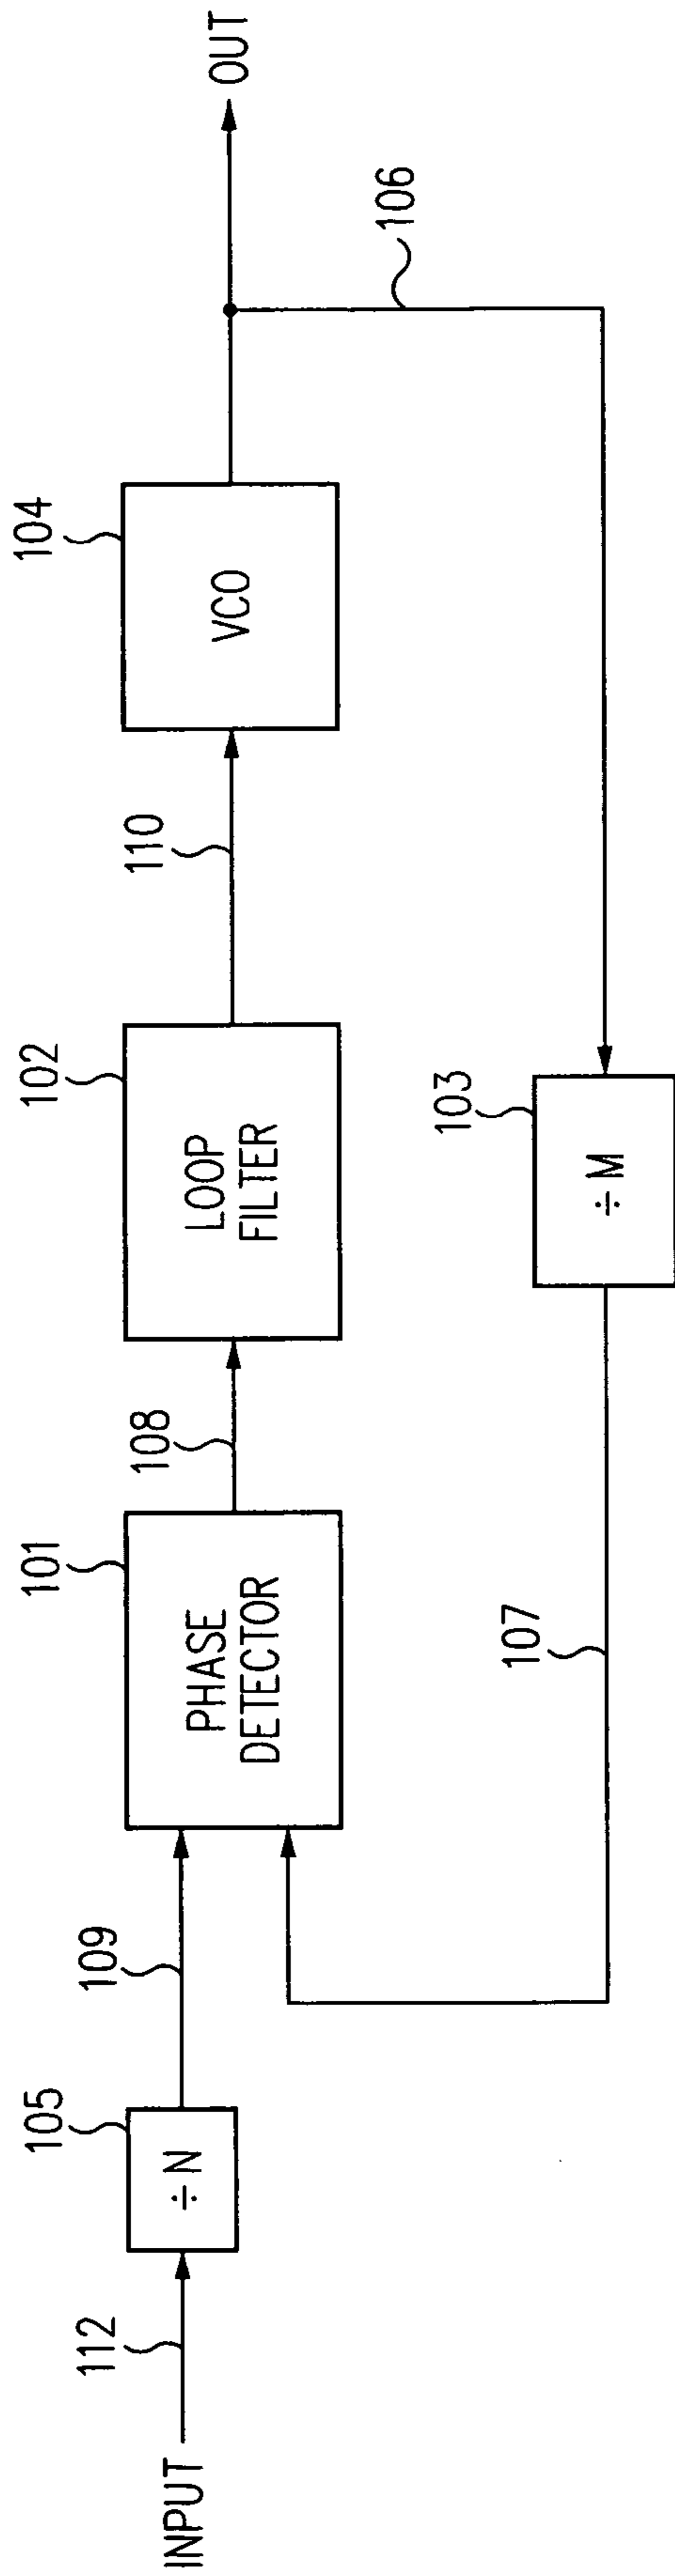 INPUT
112
105
÷ N
109
101
PHASE
DETECTOR
108
102
LOOP
FILTER
110
104
VCO
OUT
106
103
÷ M
107